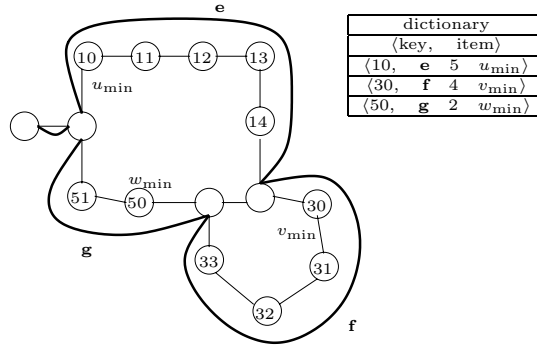 e
dictionary
⟨key, item⟩
⟨10, e 5 u_min⟩
⟨30, f 4 v_min⟩
⟨50, g 2 w_min⟩
10 11 12 13
u_min
14
w_min
51 50 30
v_min
g
33 31
32
f